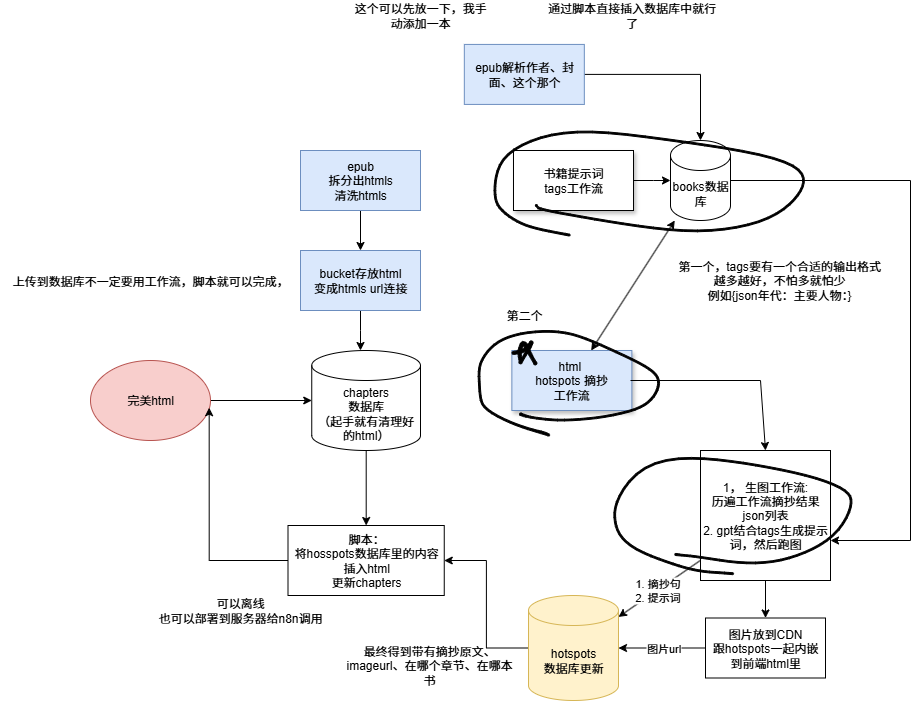 这个可以先放一下，我手
动添加一本
通过脚本直接插入数据库中就行
了
epub解析作者、封
面、这个那个
书籍提示词
tags工作流
books数据
库
epub
拆分出htmls
清洗htmls
bucket存放html
变成htmls url连接
上传到数据库不一定要用工作流，脚本就可以完成，
第一个，tags要有一个合适的输出格式
越多越好，不怕多就怕少
例如{json年代：主要人物：}
第二个
html
hotspots 摘抄
工作流
完美html
chapters
数据库
（起手就有清理好
的html）
1， 生图工作流:
历遍工作流摘抄结果
json列表
2. gpt结合tags生成提示
词，然后跑图
脚本：
将hosspots数据库里的内容
插入html
更新chapters
1. 摘抄句
2. 提示词
可以离线
也可以部署到服务器给n8n调用
图片放到CDN
跟hotspots一起内嵌
到前端html里
图片url
hotspots
数据库更新
最终得到带有摘抄原文、
imageurl、在哪个章节、在哪本
书